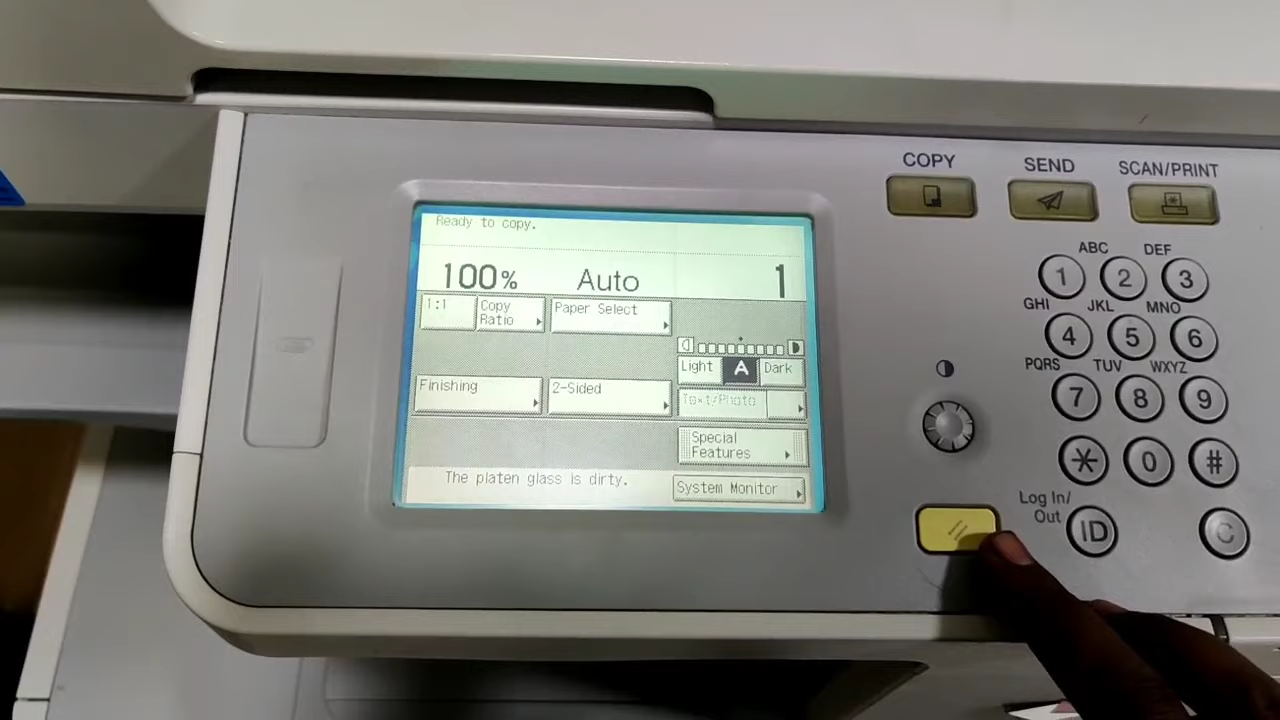 COPY
SEND
SCAN/PRINT
Ready to copy.
100% Auto 1
1:1
Copy
Ratio
Paper Select
Light A Dark
Finishing
2-Sided
Text/Photo
Special
Features
The platen glass is dirty.
System Monitor
ABC DEF
1 2 3
GHI JKL MNO
4 5 6
PQRS TUV WXYZ
7 8 9
* 0 #
Log In/
Out
ID
C